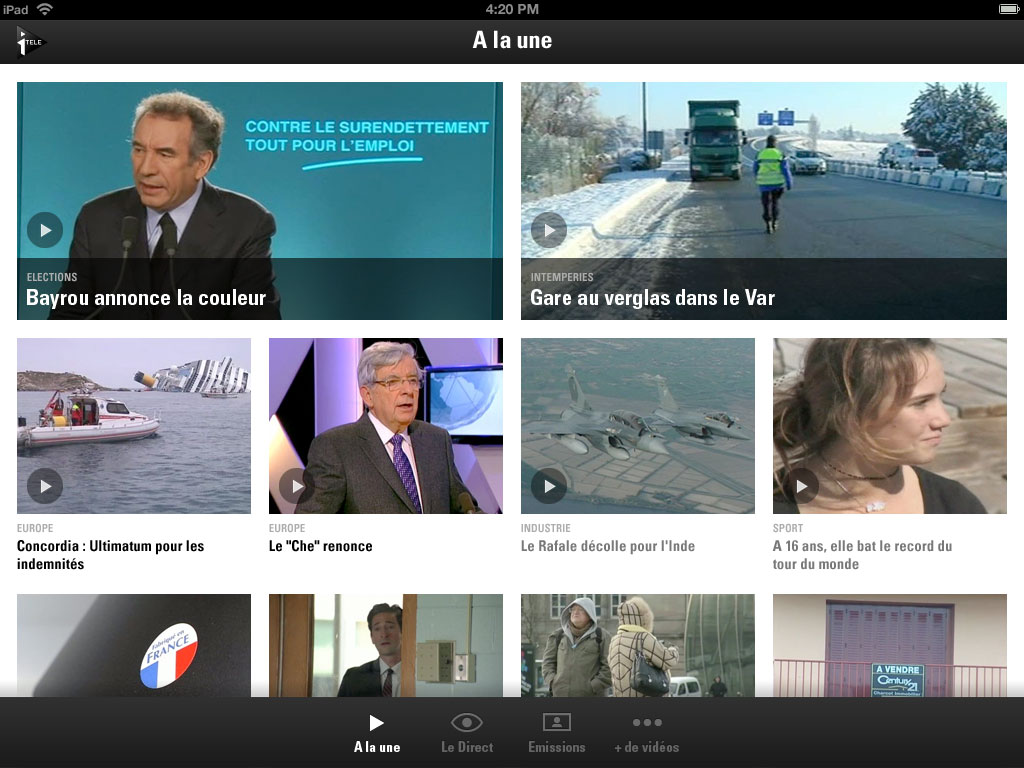 iPad
4:20 PM
i TELE
A la une
CONTRE LE SURENDETTEMENT
TOUT POUR L'EMPLOI
ELECTIONS
Bayrou annonce la couleur
INTEMPERIES
Gare au verglas dans le Var
EUROPE
Concordia : Ultimatum pour les
indemnités
EUROPE
Le "Che" renonce
INDUSTRIE
Le Rafale décolle pour l'Inde
SPORT
A 16 ans, elle bat le record du
tour du monde
Fabriqué en
FRANCE
A VENDRE
Century
21
A la une
Le Direct
Emissions
+ de vidéos